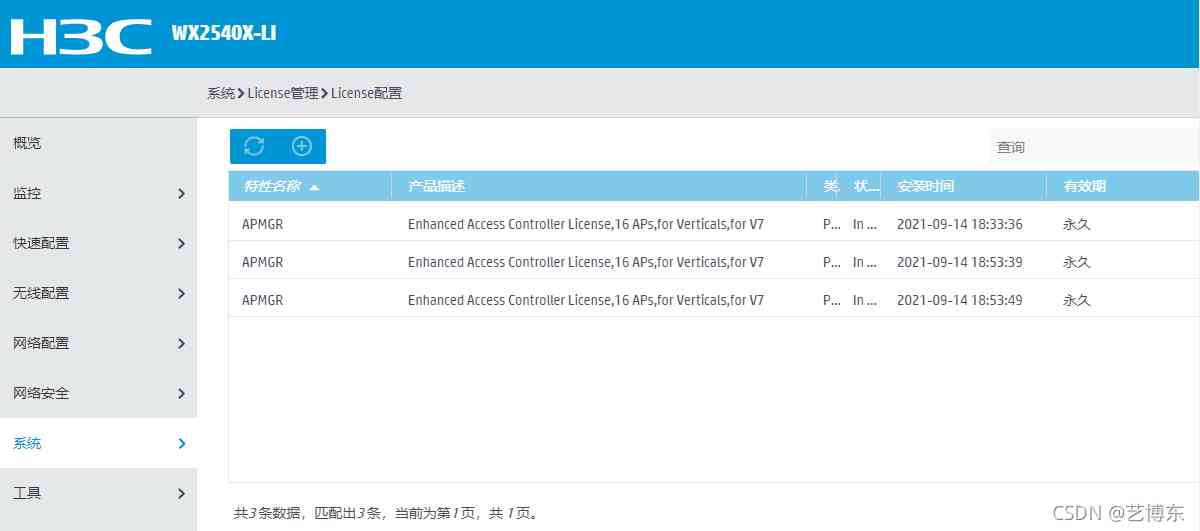 H3C WX2540X-LI
系统 License管理 License配置
概览
监控
快速配置
无线配置
网络配置
网络安全
系统
工具
查询
特性名称 产品描述 类 状... 安装时间 有效期
APMGR Enhanced Access Controller License,16 APs,for Verticals,for V7 P... In ... 2021-09-14 18:33:36 永久
APMGR Enhanced Access Controller License,16 APs,for Verticals,for V7 P... In ... 2021-09-14 18:53:39 永久
APMGR Enhanced Access Controller License,16 APs,for Verticals,for V7 P... In ... 2021-09-14 18:53:49 永久
共3条数据，匹配出3条，当前为第1页，共 1 页。
CSDN @艺博东